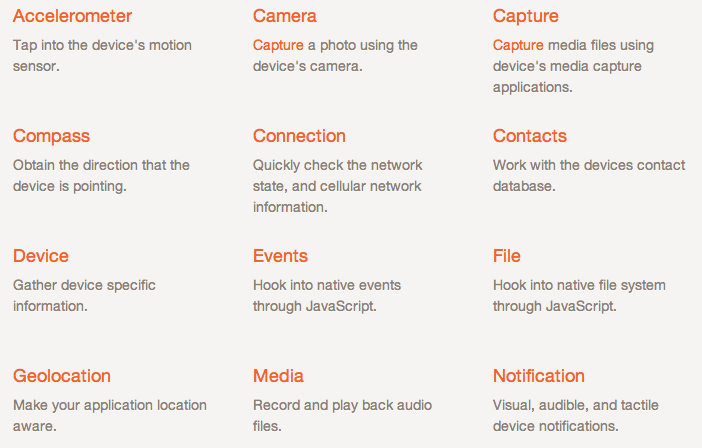 Accelerometer
Tap into the device's motion
sensor.
Camera
Capture a photo using the
device's camera.
Capture
Capture media files using
device's media capture
applications.
Compass
Obtain the direction that the
device is pointing.
Connection
Quickly check the network
state, and cellular network
information.
Contacts
Work with the devices contact
database.
Device
Gather device specific
information.
Events
Hook into native events
through JavaScript.
File
Hook into native file system
through JavaScript.
Geolocation
Make your application location
aware.
Media
Record and play back audio
files.
Notification
Visual, audible, and tactile
device notifications.